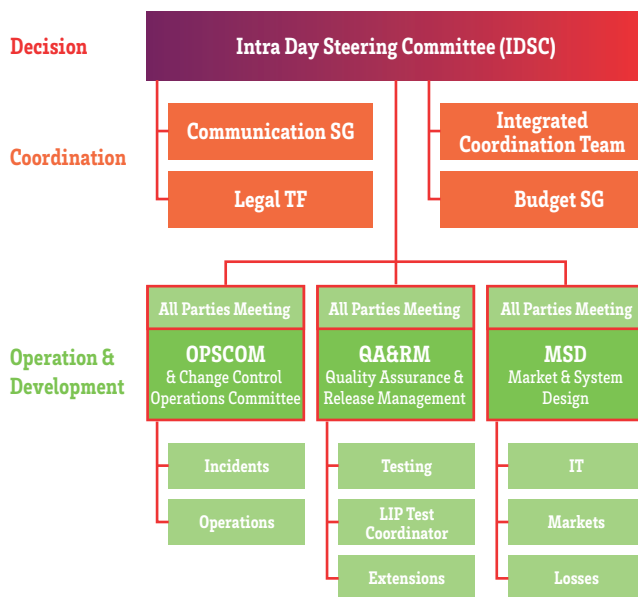 Decision
Intra Day Steering Committee (IDSC)
Coordination
Communication SG
Integrated
Coordination Team
Legal TF
Budget SG
Operation &
Development
All Parties Meeting
OPSCOM
& Change Control
Operations Committee
All Parties Meeting
QA&RM
Quality Assurance &
Release Management
All Parties Meeting
MSD
Market & System
Design
Incidents
Operations
Testing
LIP Test
Coordinator
Extensions
IT
Markets
Losses